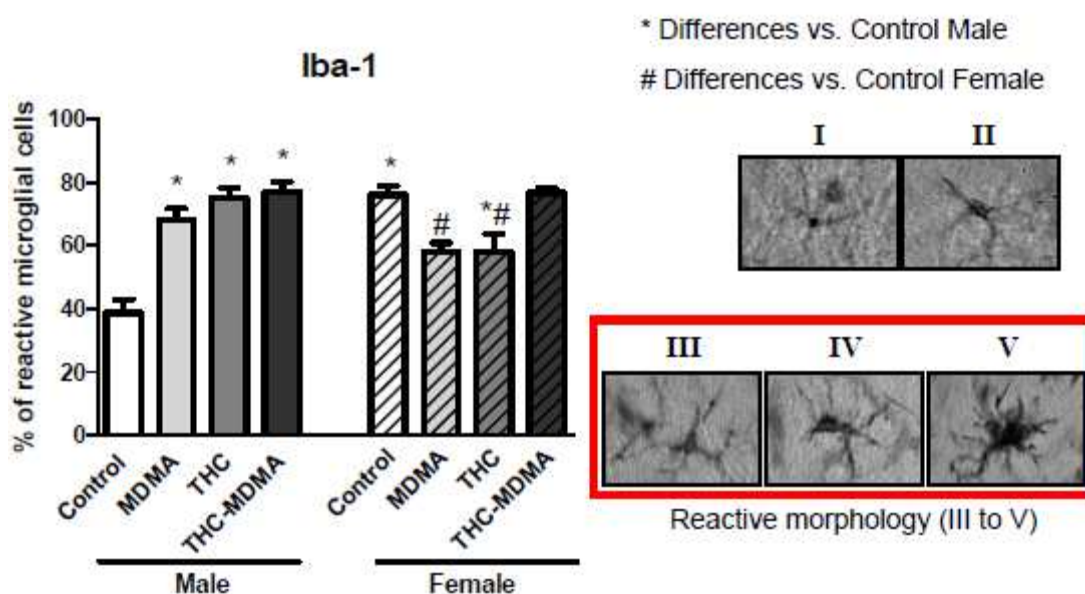 Iba-1
% of reactive microglial cells
100
80
60
40
20
0
*
*
*
*
#
*#
Control
MDMA
THC
THC-MDMA
Control
MDMA
THC
THC-MDMA
Male
Female
* Differences vs. Control Male
# Differences vs. Control Female
I
II
III
IV
V
Reactive morphology (III to V)